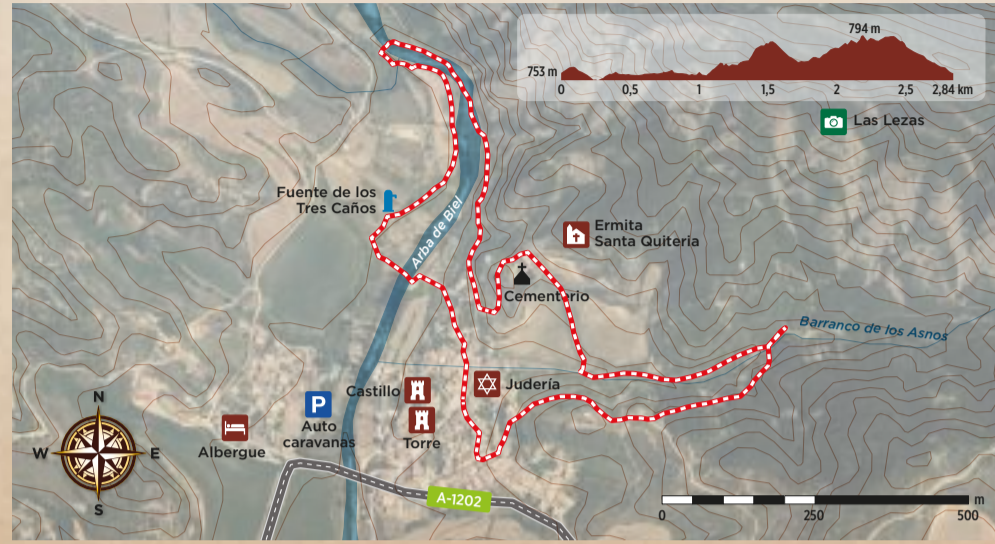 794 m
753 m
0 0,5 1 1,5 2 2,5 2,84 km
Las Lezas
Fuente de los
Tres Caños
Arba de Biel
Ermita
Santa Quiteria
Cementerio
Barranco de los Asnos
Castillo
Judería
Torre
P
Auto
caravanas
Albergue
N
W E
S
A-1202
m
0 250 500